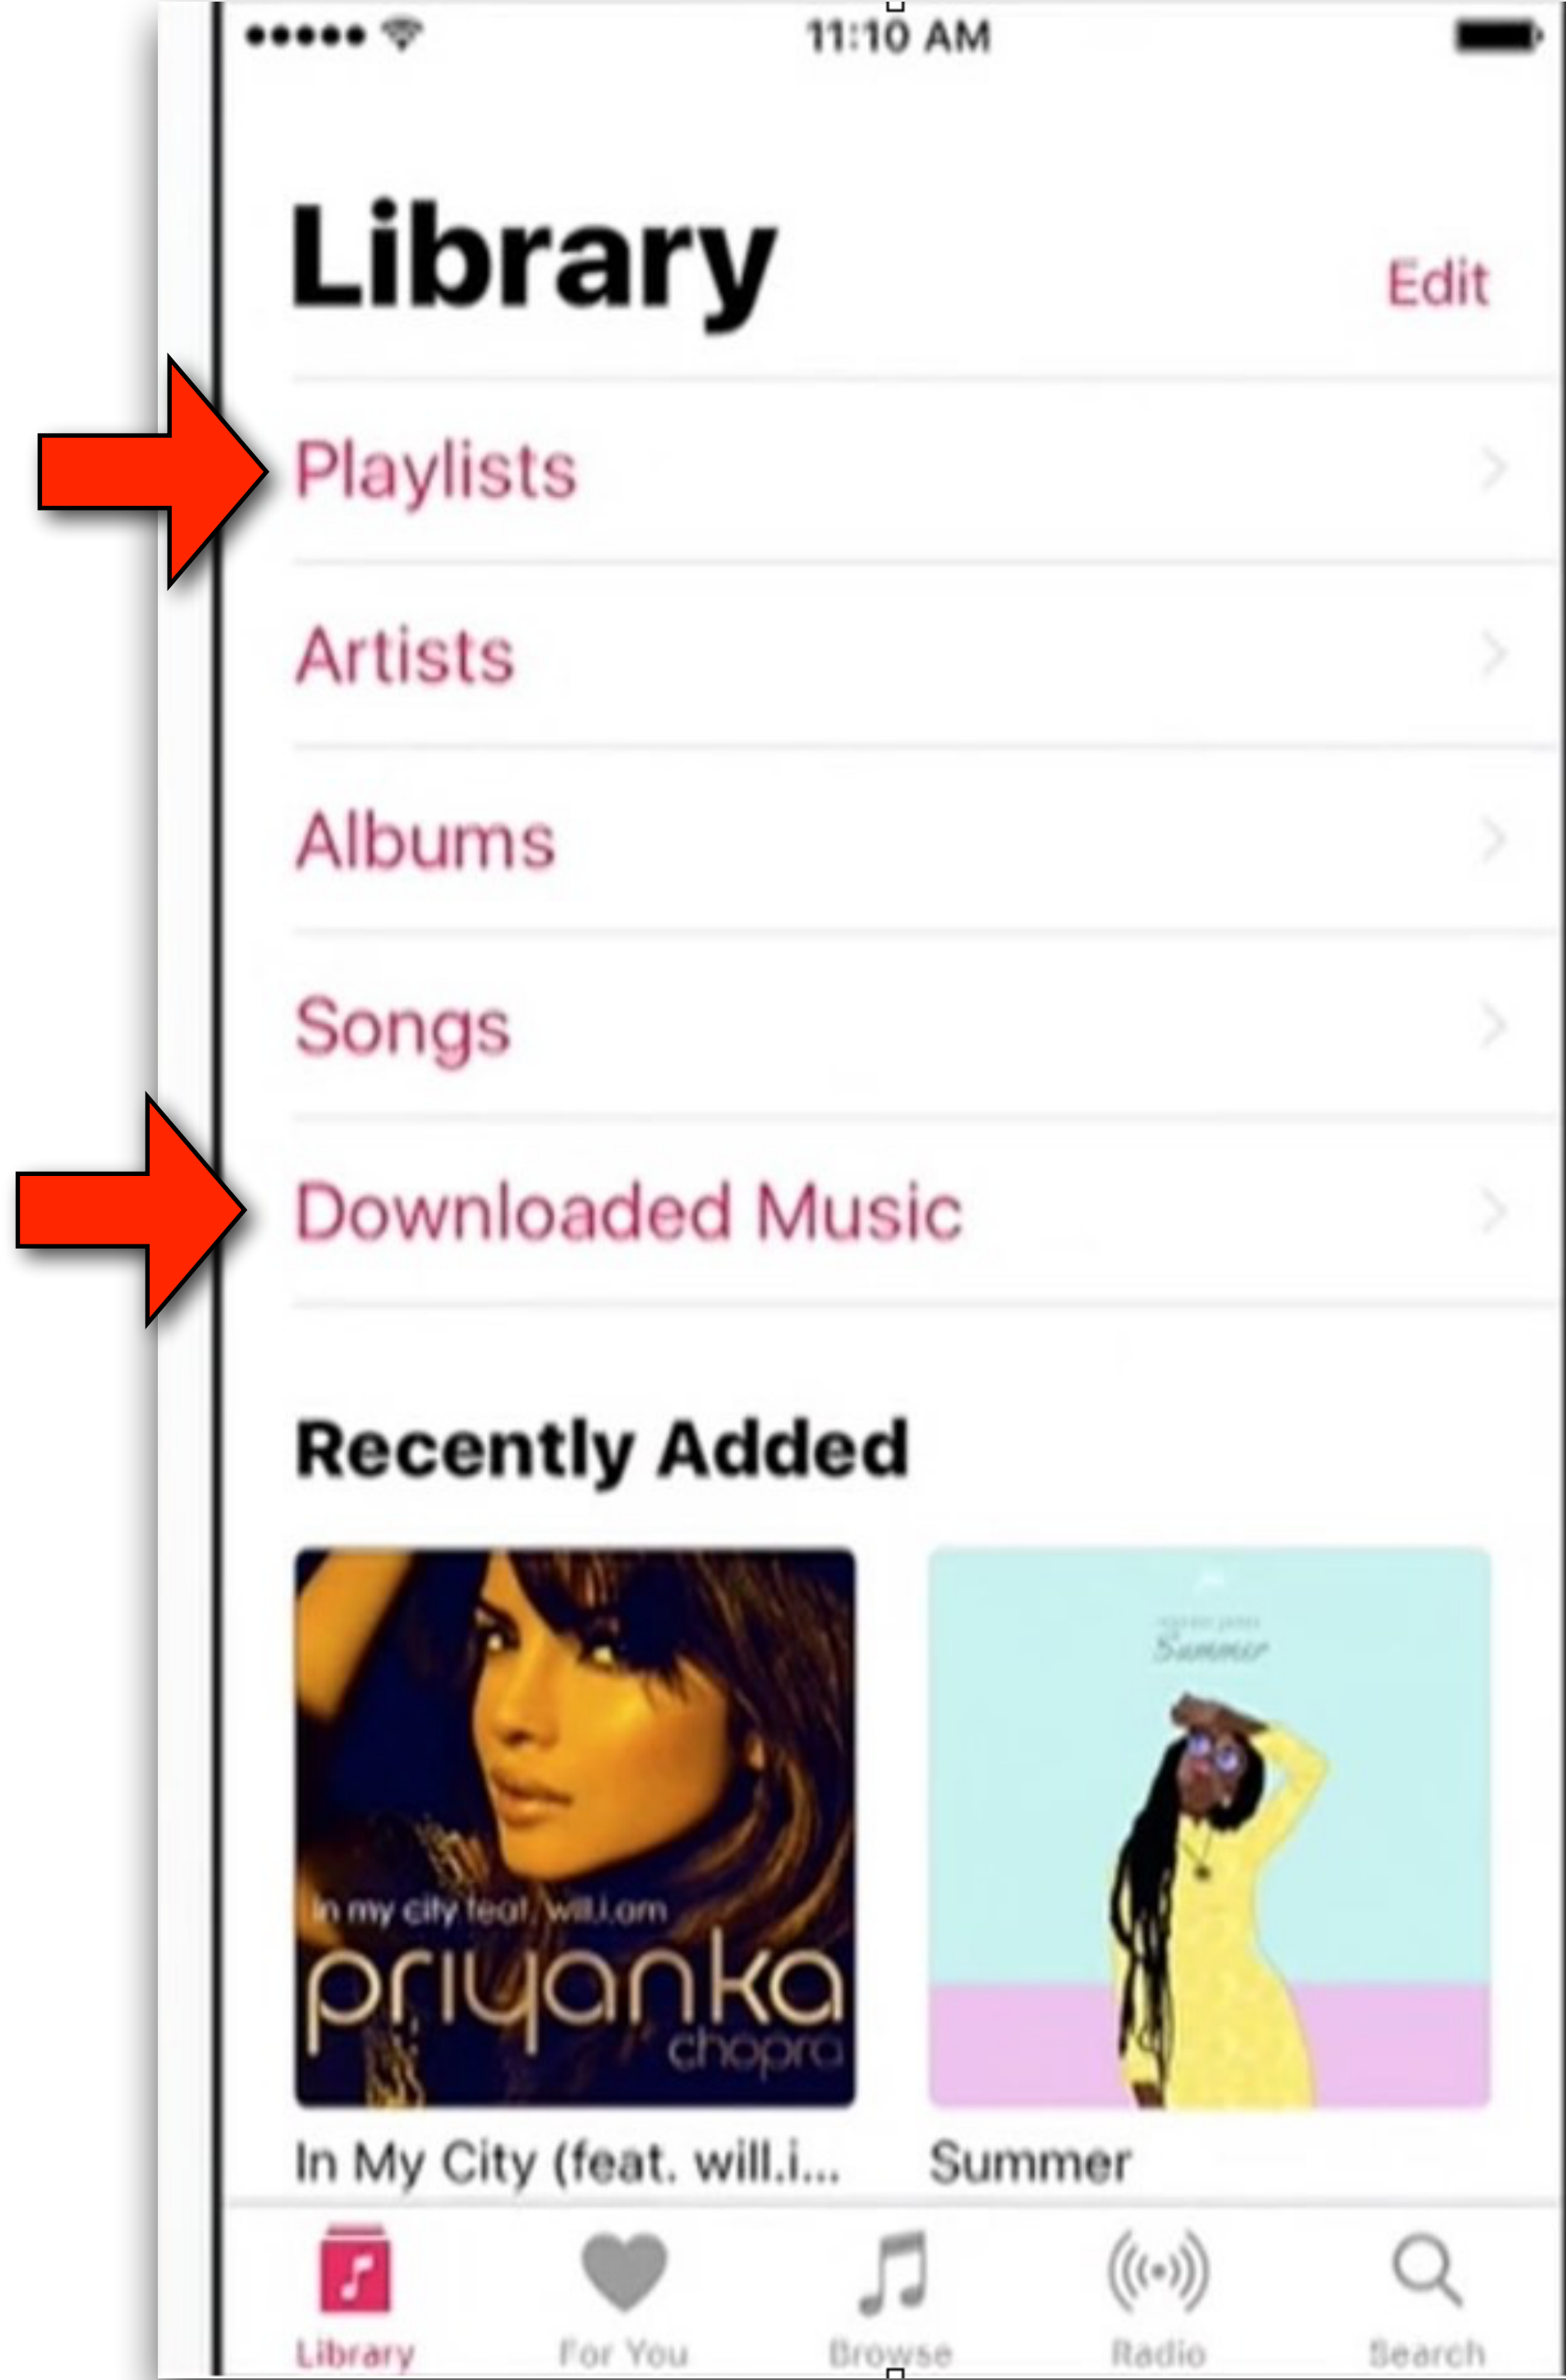 11:10 AM
Library
Edit
Playlists
Artists
Albums
Songs
Downloaded Music
Recently Added
in my city feat. will.i.am
priyanka
chopra
Summer
In My City (feat. will.i...
Summer
Library
For You
Browse
Radio
Search